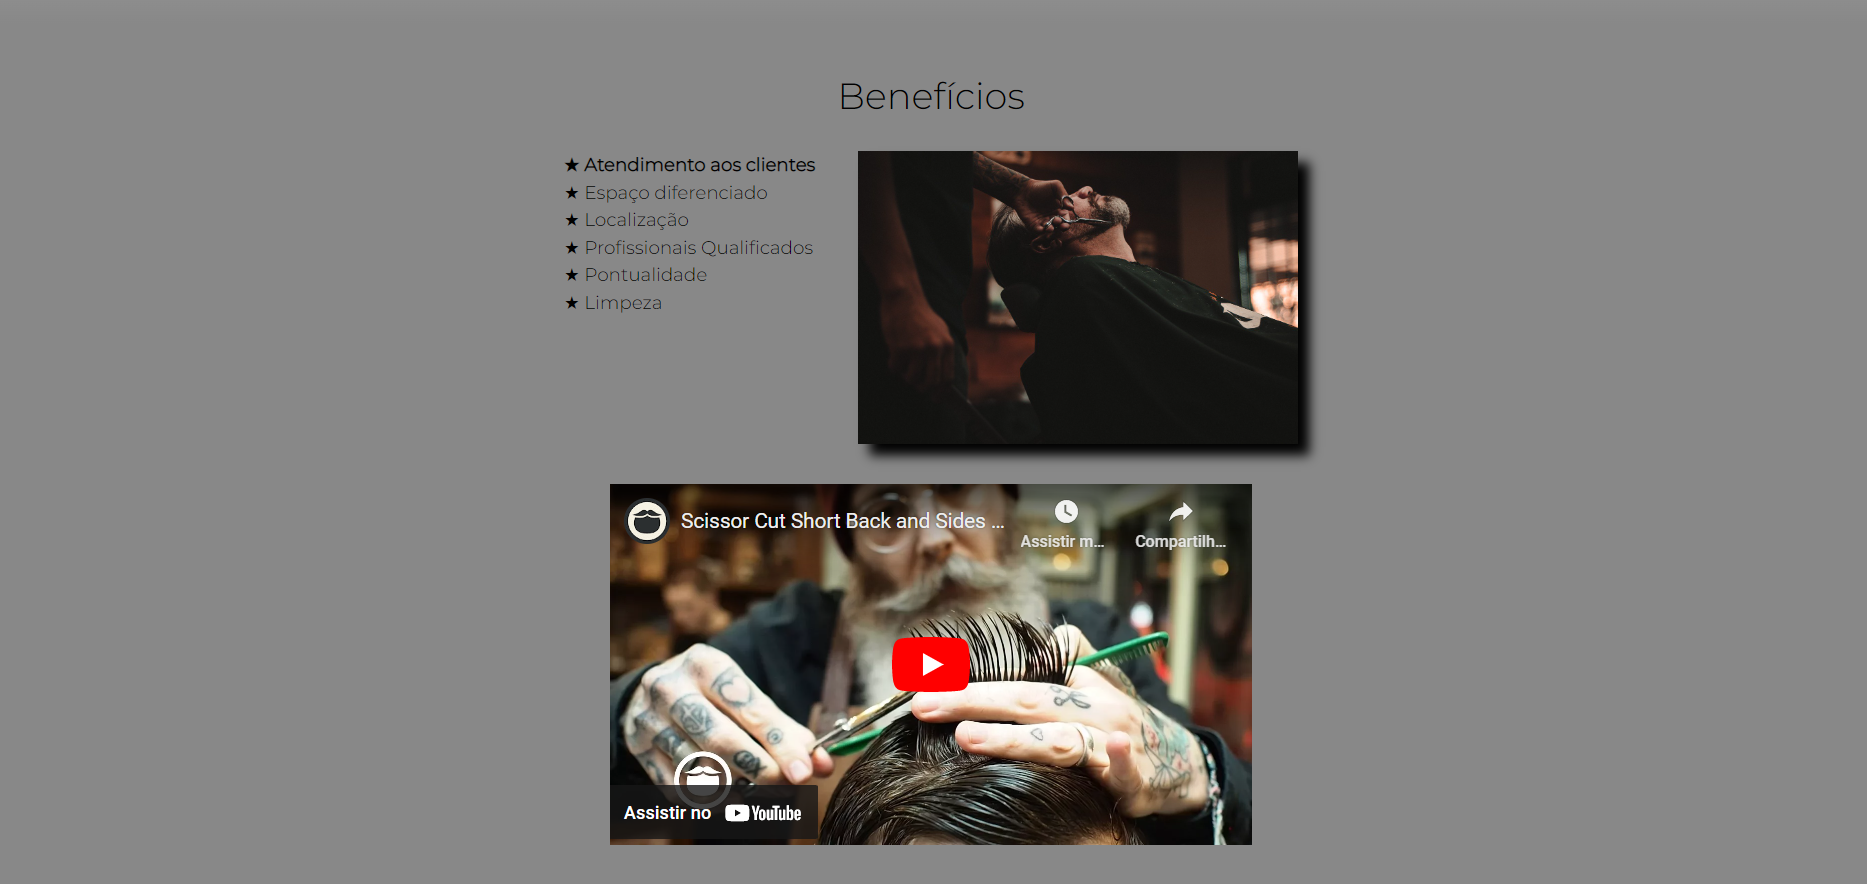 Benefícios
★ Atendimento aos clientes
★ Espaço diferenciado
★ Localização
★ Profissionais Qualificados
★ Pontualidade
★ Limpeza
Scissor Cut Short Back and Sides ...
Assistir m...
Compartilh...
Assistir no YouTube